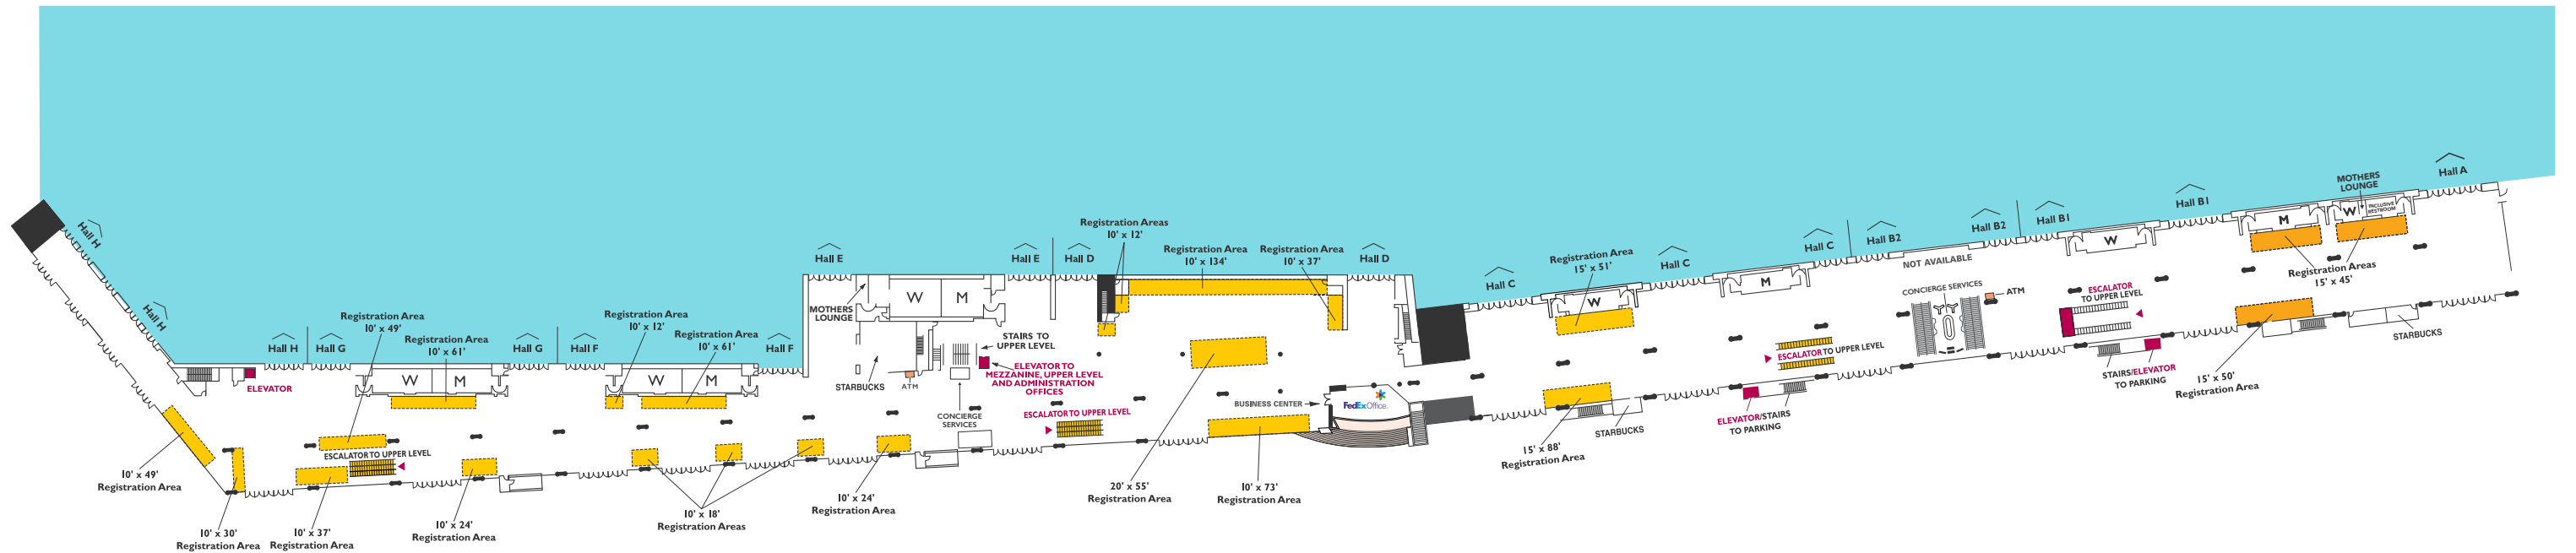 Hall H
Hall H
Hall H
Hall G
Hall G
Hall F
Hall F
Hall E
Hall E
Hall D
Hall D
Hall C
Hall C
Hall C
Hall B2
Hall B2
Hall B1
Hall B1
Hall A
ELEVATOR
Registration Area
10' x 49'
Registration Area
10' x 61'
W
M
ESCALATOR TO UPPER LEVEL
10' x 49'
Registration Area
10' x 30'
Registration Area
10' x 37'
Registration Area
10' x 24'
Registration Area
Registration Area
10' x 12'
Registration Area
10' x 61'
W
M
10' x 18'
Registration Areas
10' x 24'
Registration Area
MOTHERS
LOUNGE
W
M
STARBUCKS
ATM
STAIRS TO
UPPER LEVEL
ELEVATOR TO
MEZZANINE, UPPER LEVEL
AND ADMINISTRATION
OFFICES
CONCIERGE
SERVICES
ESCALATOR TO UPPER LEVEL
Registration Areas
10' x 12'
Registration Area
10' x 134'
Registration Area
10' x 37'
20' x 55'
Registration Area
10' x 73'
Registration Area
BUSINESS CENTER
FedEx Office.
Registration Area
15' x 51'
W
15' x 88'
Registration Area
STARBUCKS
M
ESCALATOR TO UPPER LEVEL
ELEVATOR/STAIRS
TO PARKING
NOT AVAILABLE
CONCIERGE SERVICES
ATM
W
ESCALATOR
TO UPPER LEVEL
STAIRS/ELEVATOR
TO PARKING
M
MOTHERS
LOUNGE
W
INCLUSIVE
RESTROOM
Registration Areas
15' x 45'
15' x 50'
Registration Area
STARBUCKS